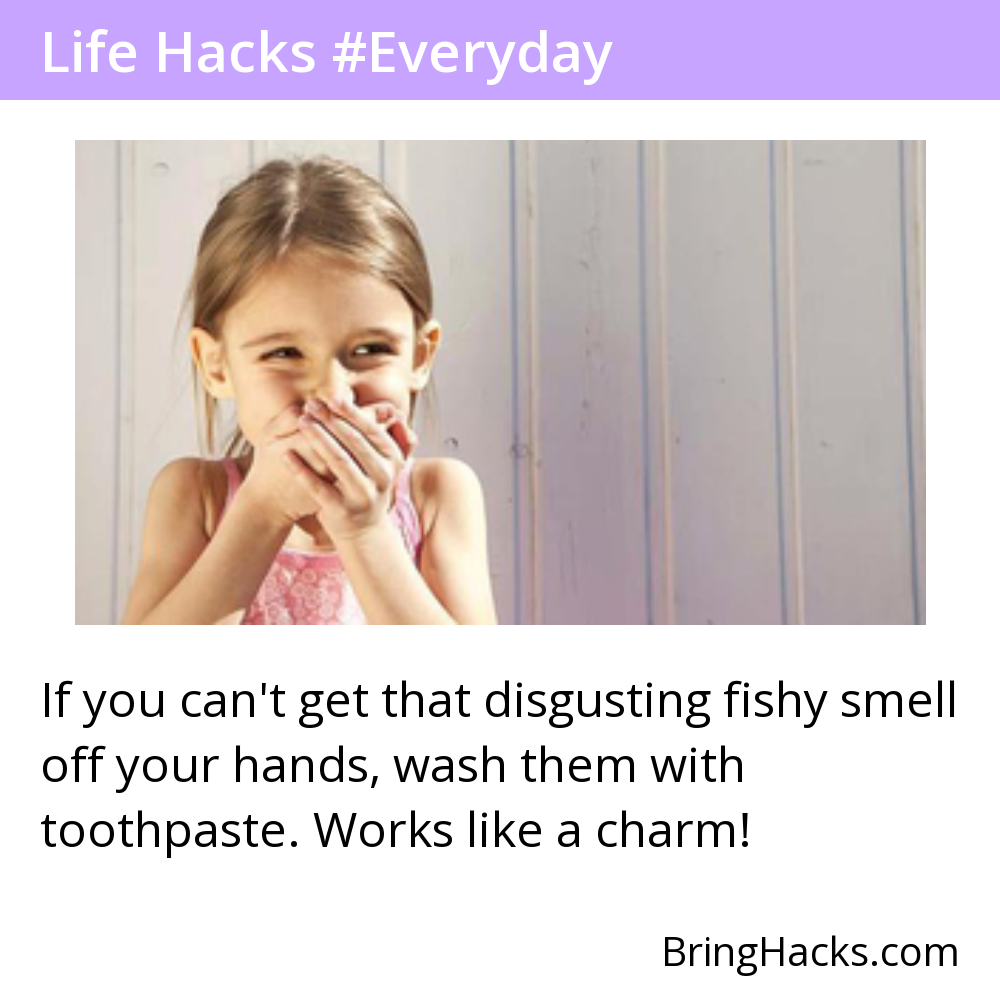 Life Hacks #Everyday
If you can't get that disgusting fishy smell
off your hands, wash them with
toothpaste. Works like a charm!
BringHacks.com